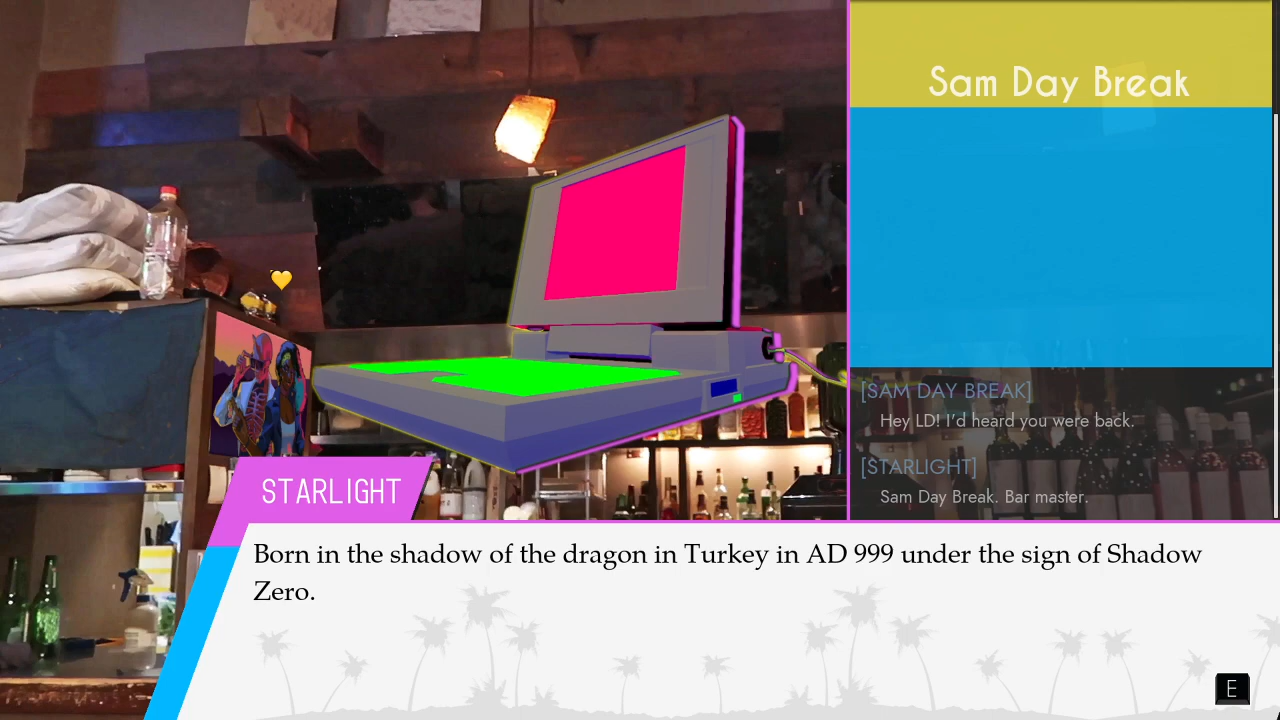 Sam Day Break
[SAM DAY BREAK]
Hey LD! I'd heard you were back.
[STARLIGHT]
Sam Day Break. Bar master.
STARLIGHT
Born in the shadow of the dragon in Turkey in AD 999 under the sign of Shadow
Zero.
E